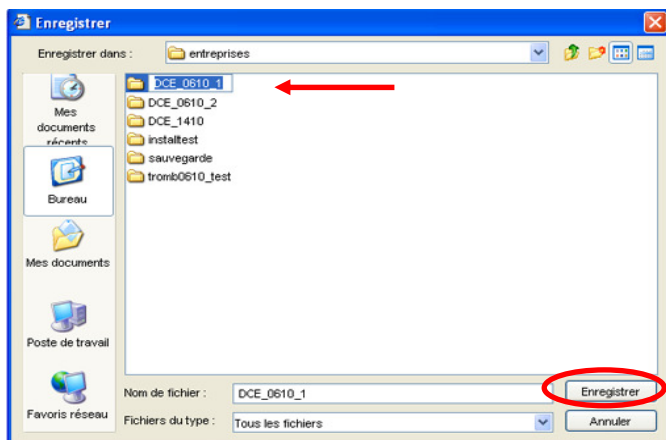 Enregistrer
Enregistrer dans : entreprises
Mes
documents
récents
Bureau
Mes documents
Poste de travail
Favoris réseau
DCE_0610_1
DCE_0610_2
DCE_1410
installtest
sauvegarde
tromb0610_test
Nom de fichier : DCE_0610_1 Enregistrer
Fichiers du type : Tous les fichiers Annuler